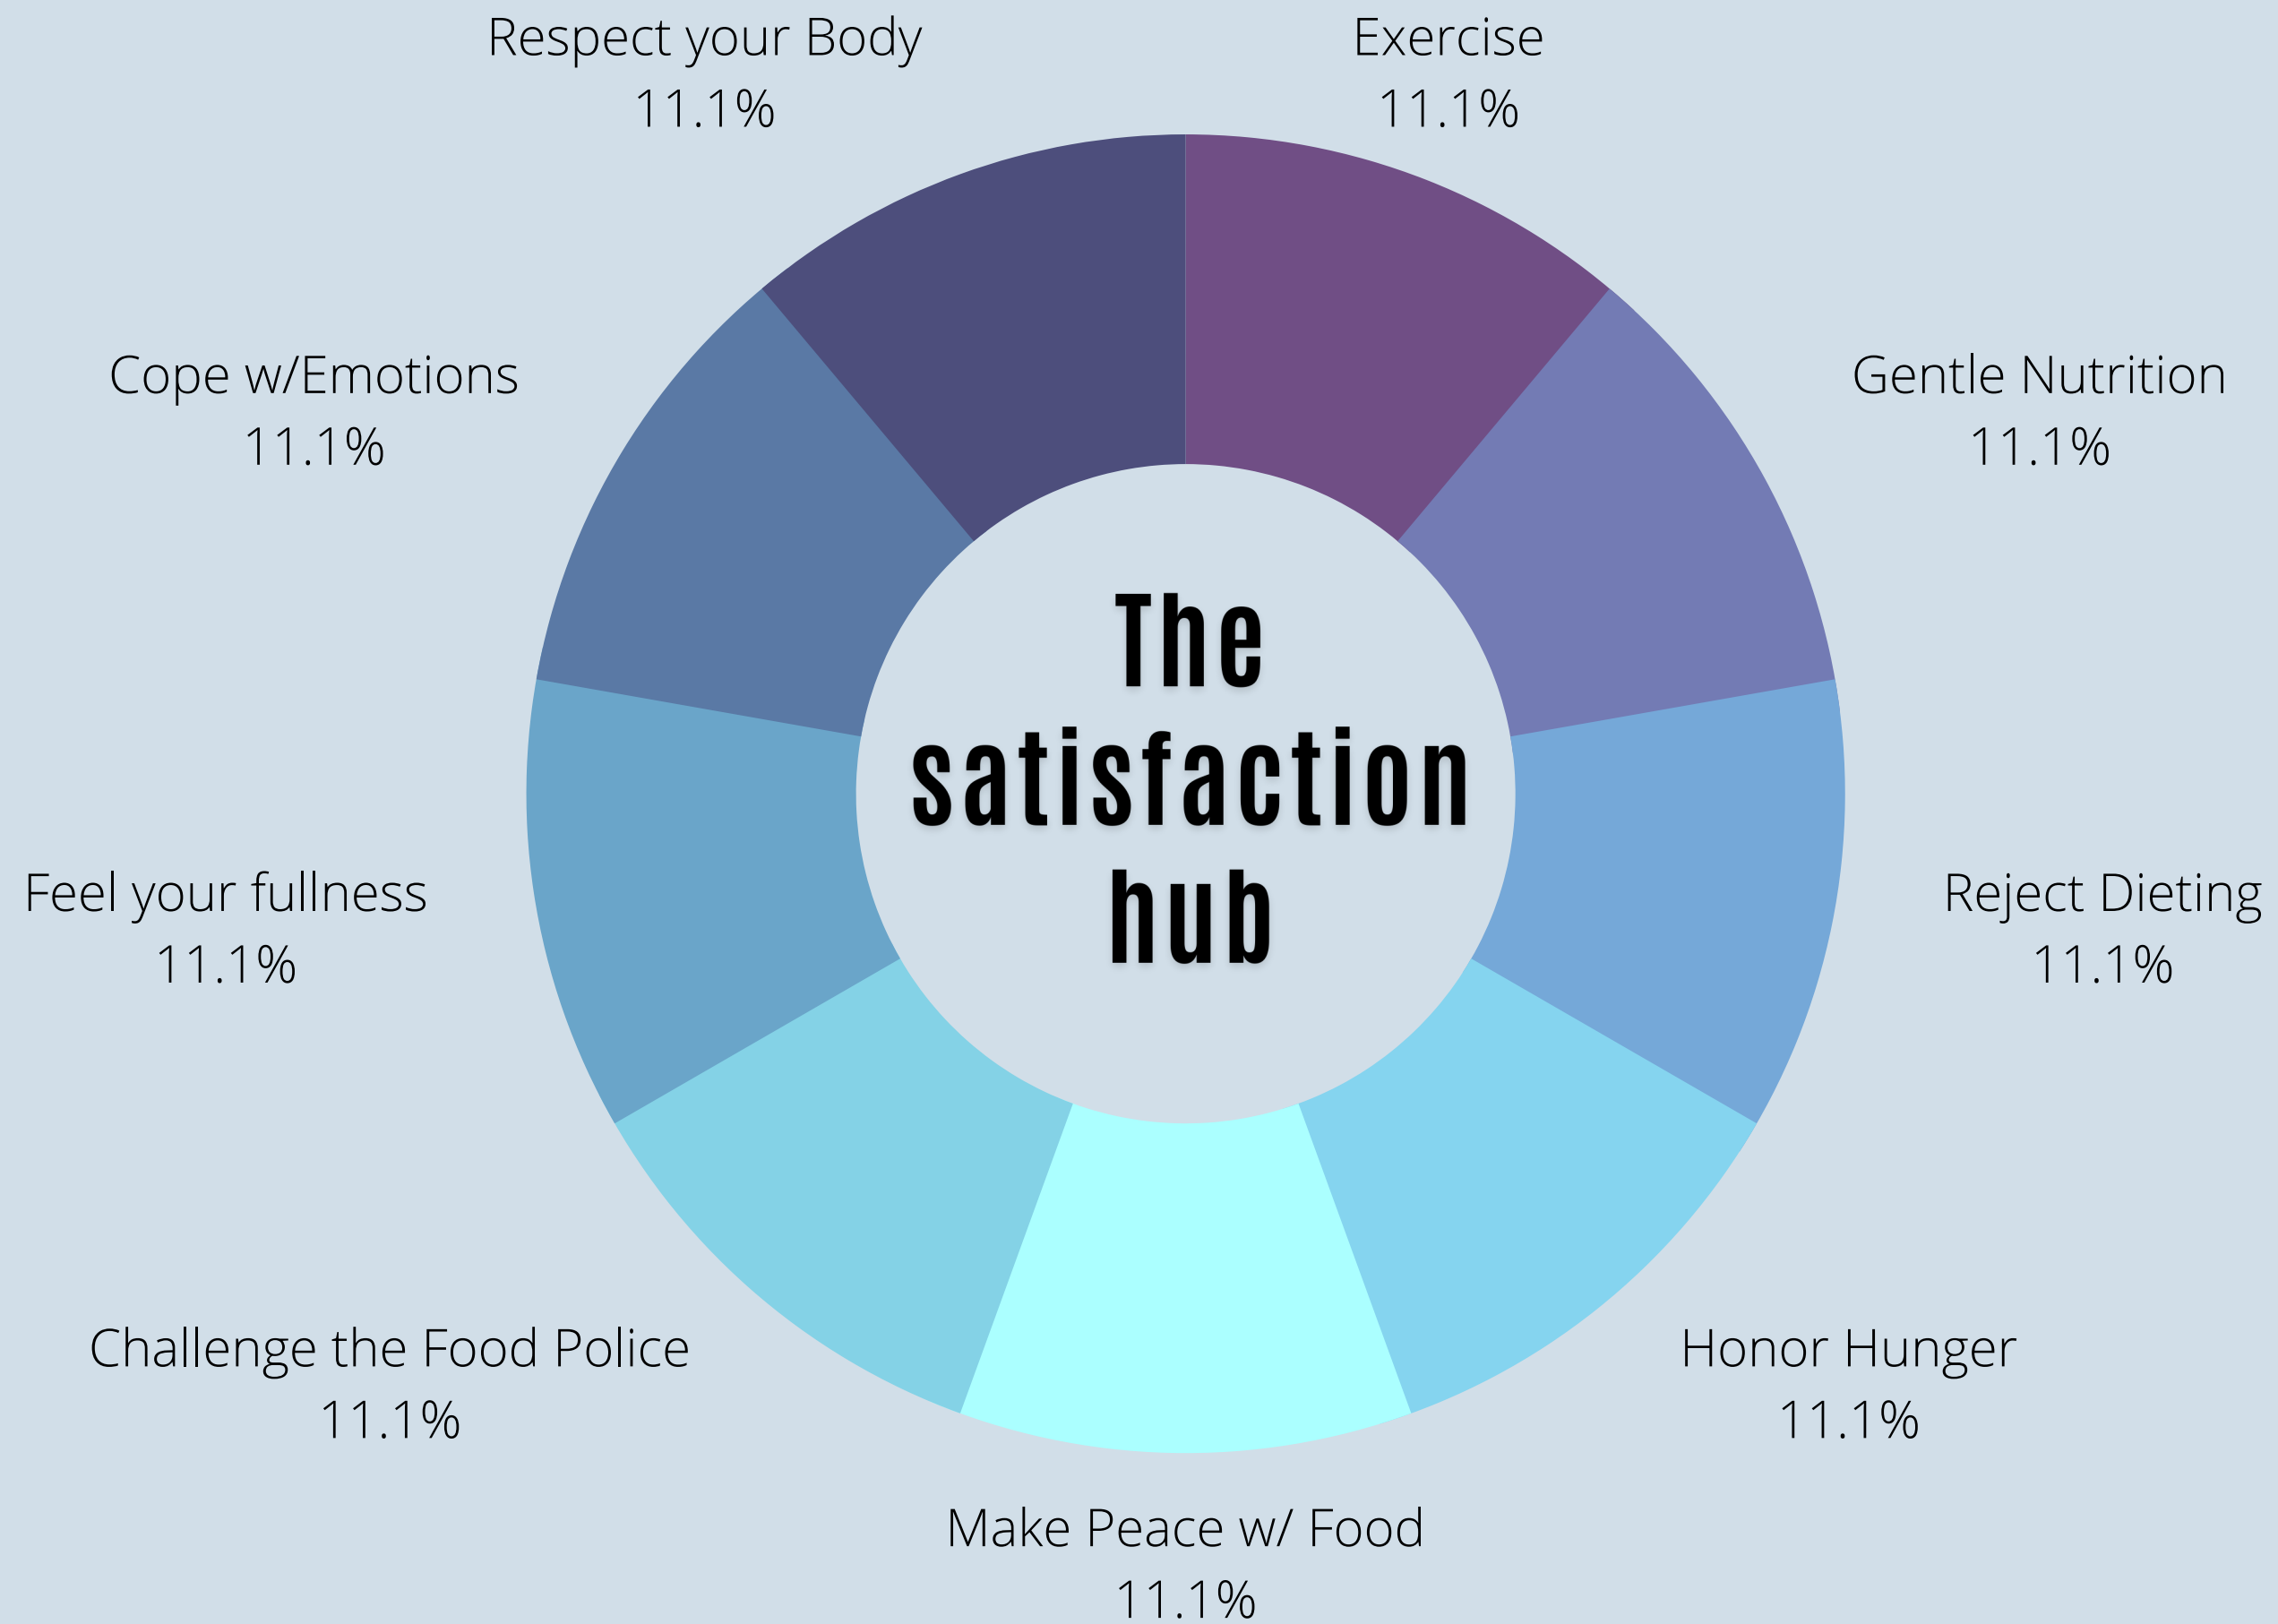 Respect your Body
11.1%
Exercise
11.1%
Cope w/Emotions
11.1%
Gentle Nutrition
11.1%
The
satisfaction
hub
Feel your fullness
11.1%
Reject Dieting
11.1%
Challenge the Food Police
11.1%
Honor Hunger
11.1%
Make Peace w/ Food
11.1%